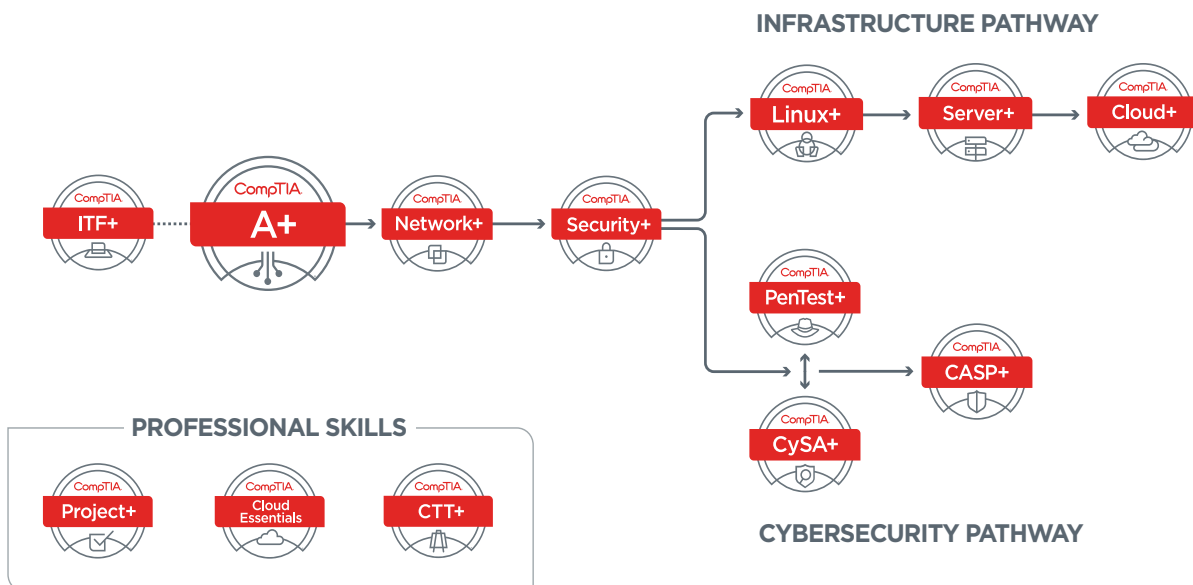 INFRASTRUCTURE PATHWAY
CompTIA
Linux+
CompTIA
Server+
CompTIA
Cloud+
CompTIA
ITF+
CompTIA.
A+
CompTIA
Network+
CompTIA
Security+
CompTIA
PenTest+
CompTIA
CASP+
CompTIA
CySA+
CYBERSECURITY PATHWAY
PROFESSIONAL SKILLS
CompTIA
Project+
CompTIA
Cloud
Essentials
CompTIA
CTT+